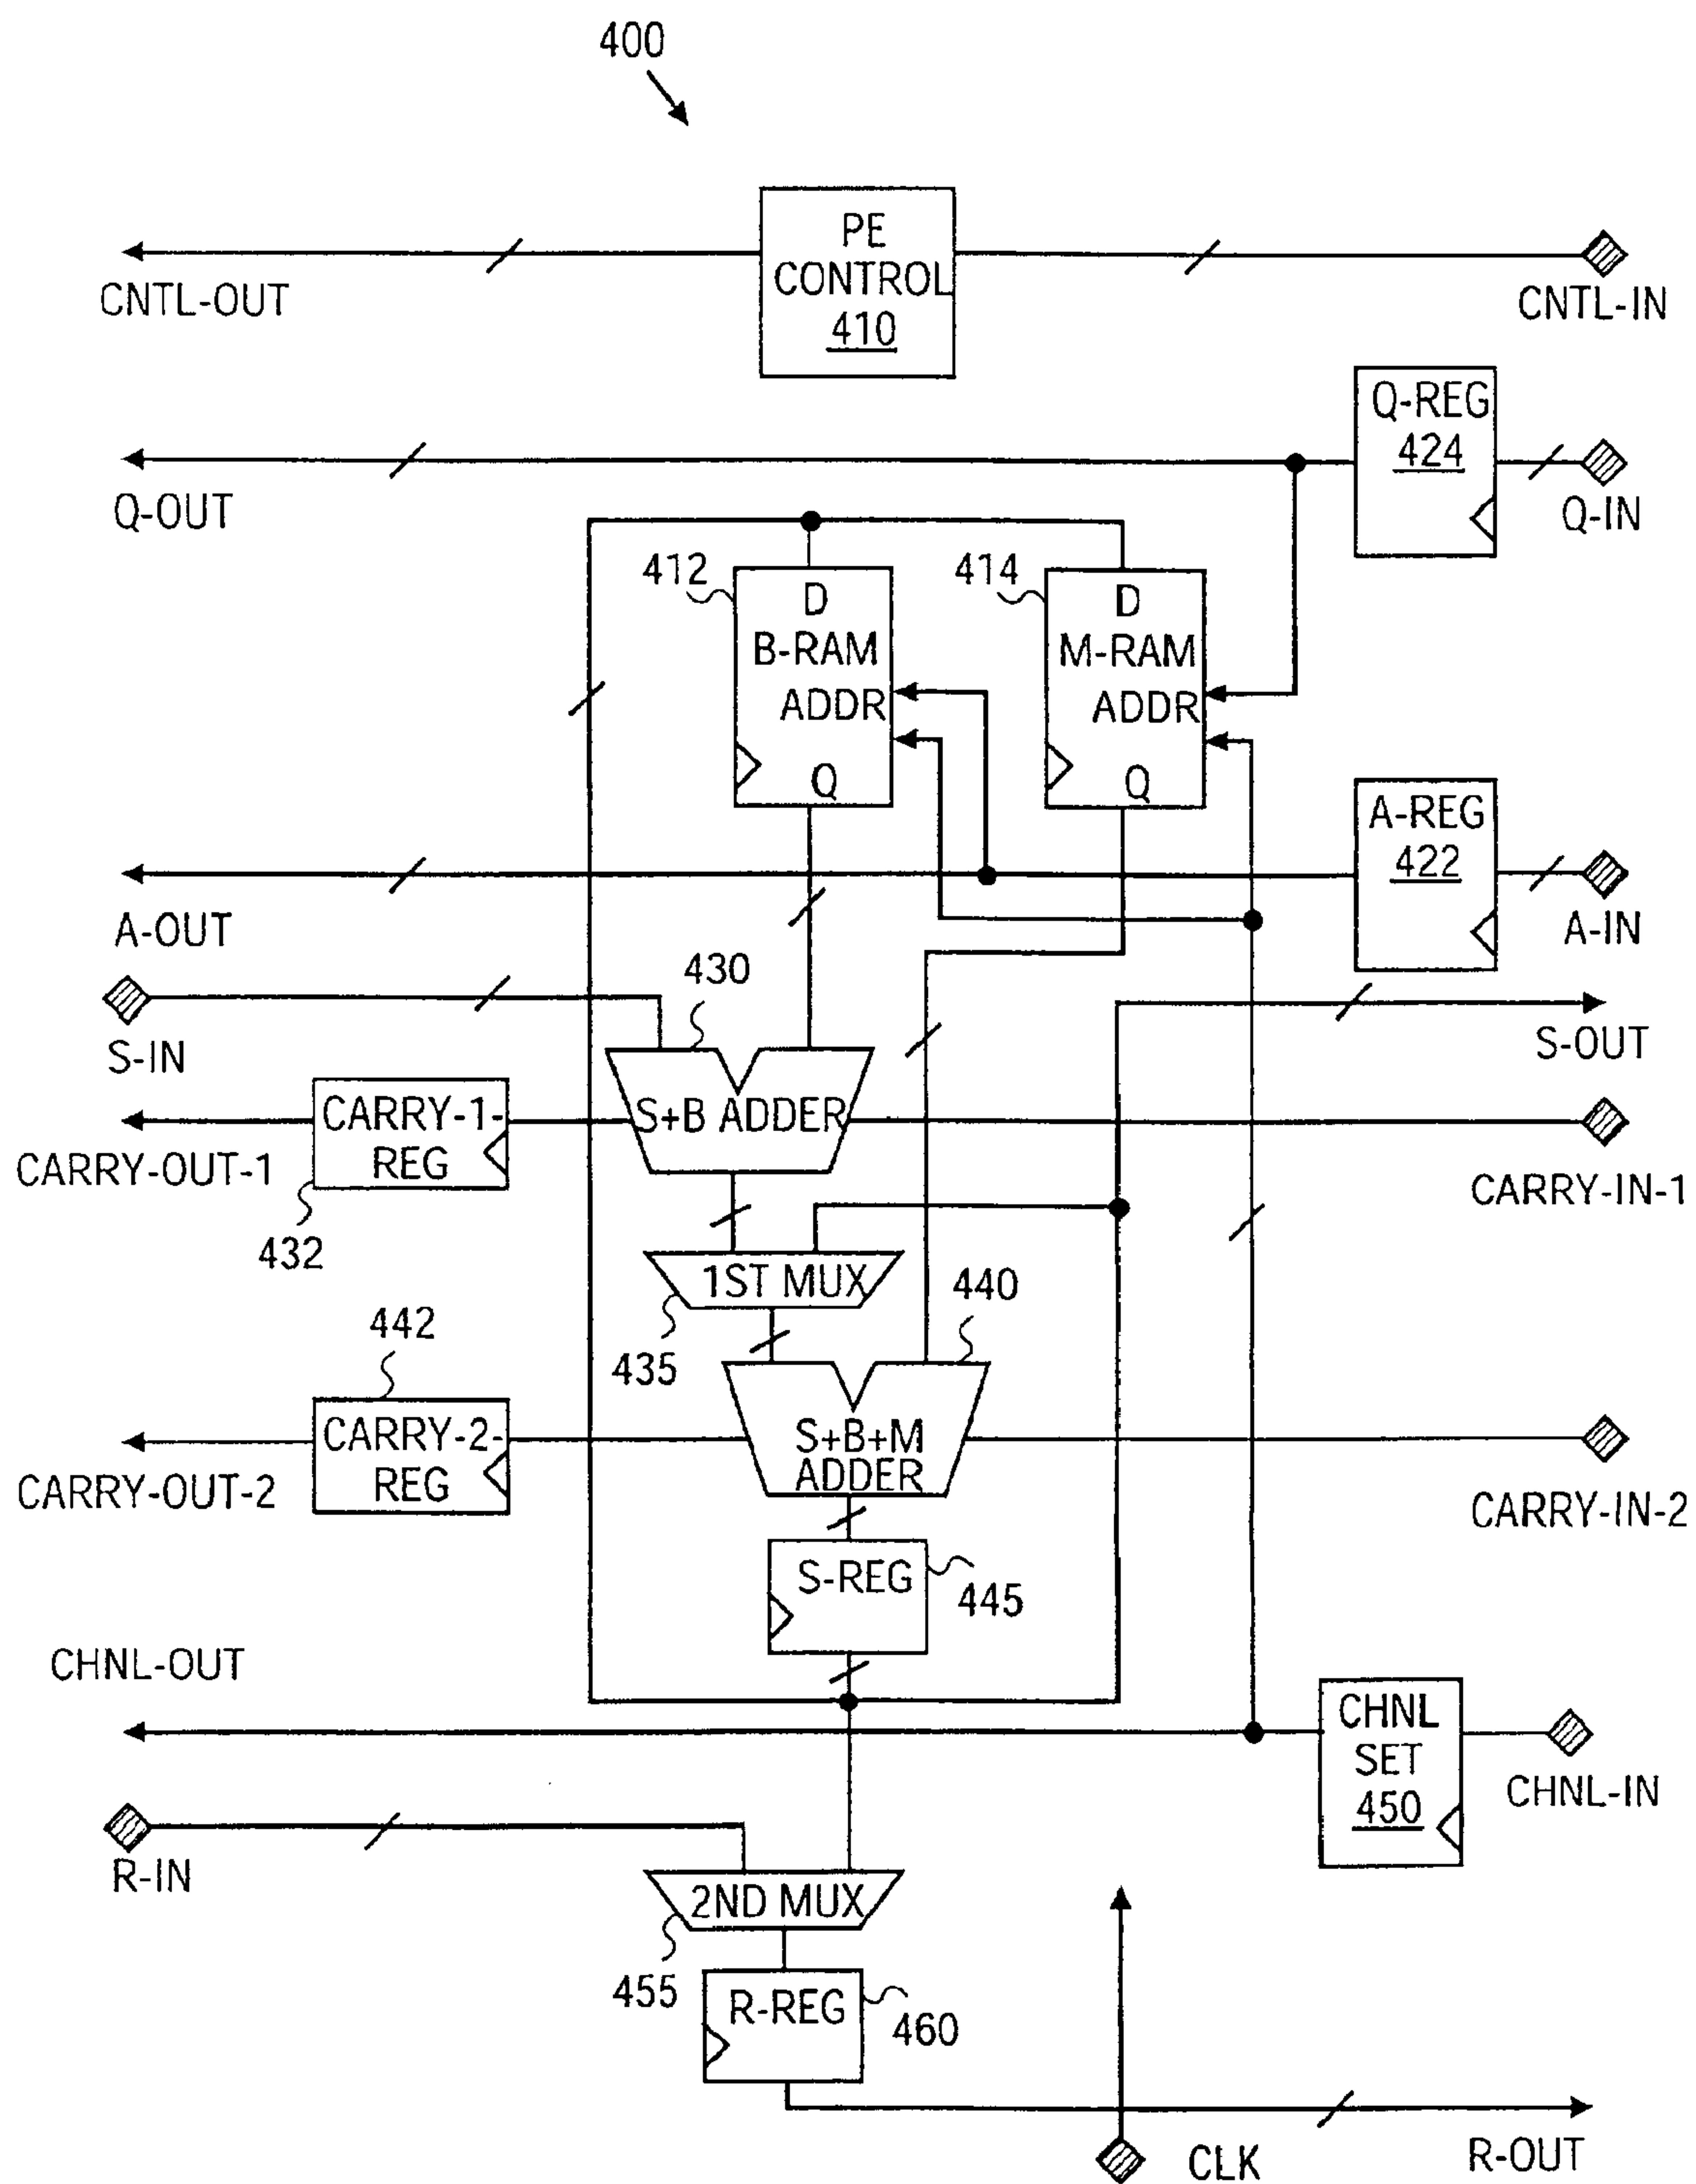 400
PE
CONTROL
410
CNTL-OUT
CNTL-IN
Q-REG
424
Q-OUT
Q-IN
412
D
B-RAM
ADDR
Q
414
D
M-RAM
ADDR
Q
A-REG
422
A-OUT
A-IN
430
S-IN
S-OUT
S+B ADDER
CARRY-1-
REG
CARRY-OUT-1
CARRY-IN-1
432
1ST MUX
435
440
442
CARRY-2-
REG
S+B+M
ADDER
CARRY-OUT-2
CARRY-IN-2
S-REG
445
CHNL-OUT
CHNL
SET
450
CHNL-IN
R-IN
2ND MUX
455
R-REG
460
CLK
R-OUT